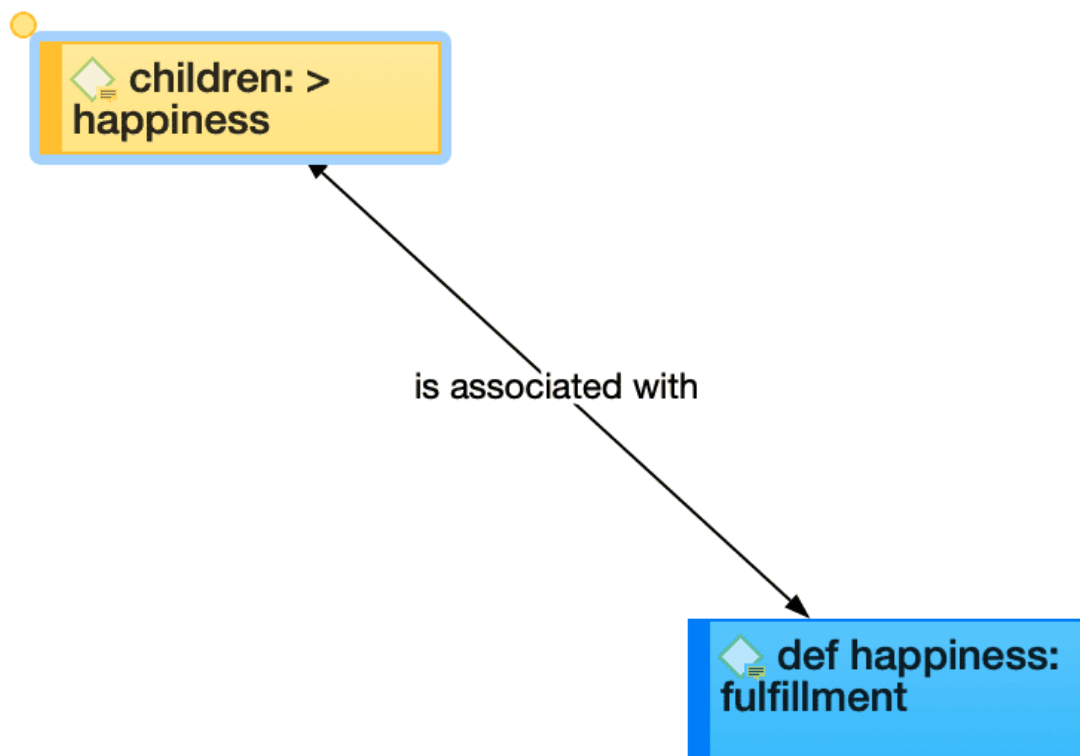 children: >
happiness
is associated with
def happiness:
fulfillment